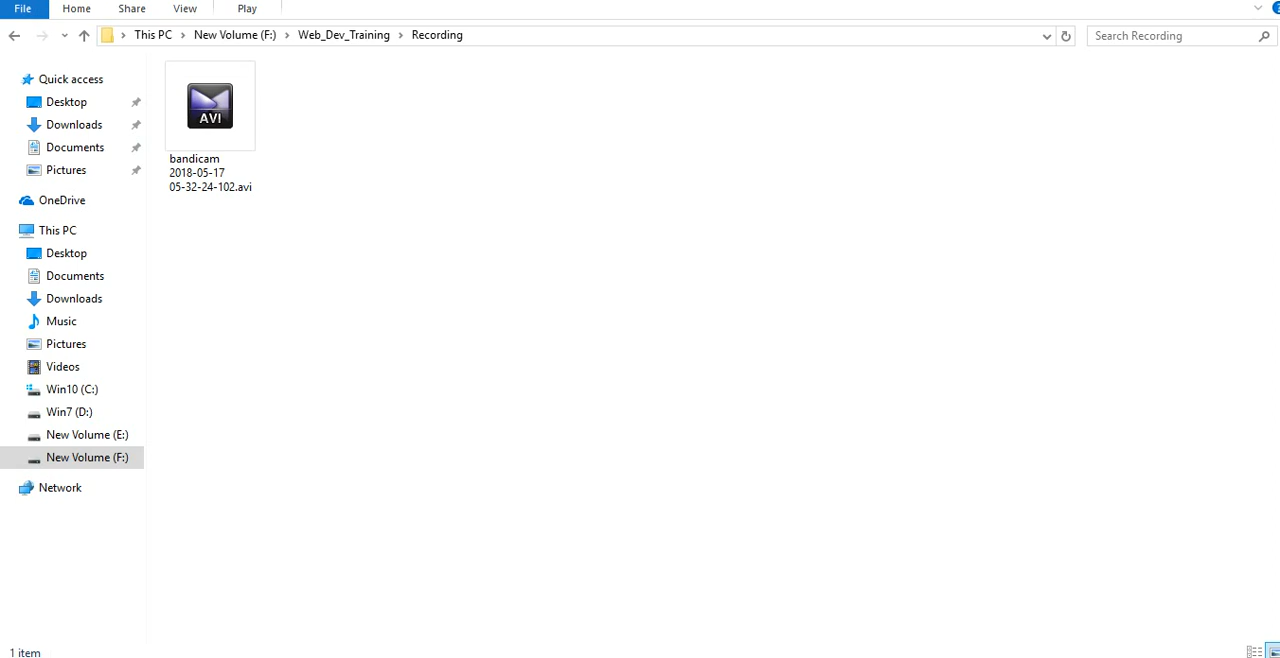 File Home Share View Play
This PC New Volume (F:) Web_Dev_Training Recording Search Recording
Quick access
Desktop
Downloads
Documents
Pictures
OneDrive
This PC
Desktop
Documents
Downloads
Music
Pictures
Videos
Win10 (C:)
Win7 (D:)
New Volume (E:)
New Volume (F:)
Network
AVI
bandicam
2018-05-17
05-32-24-102.avi
1 item